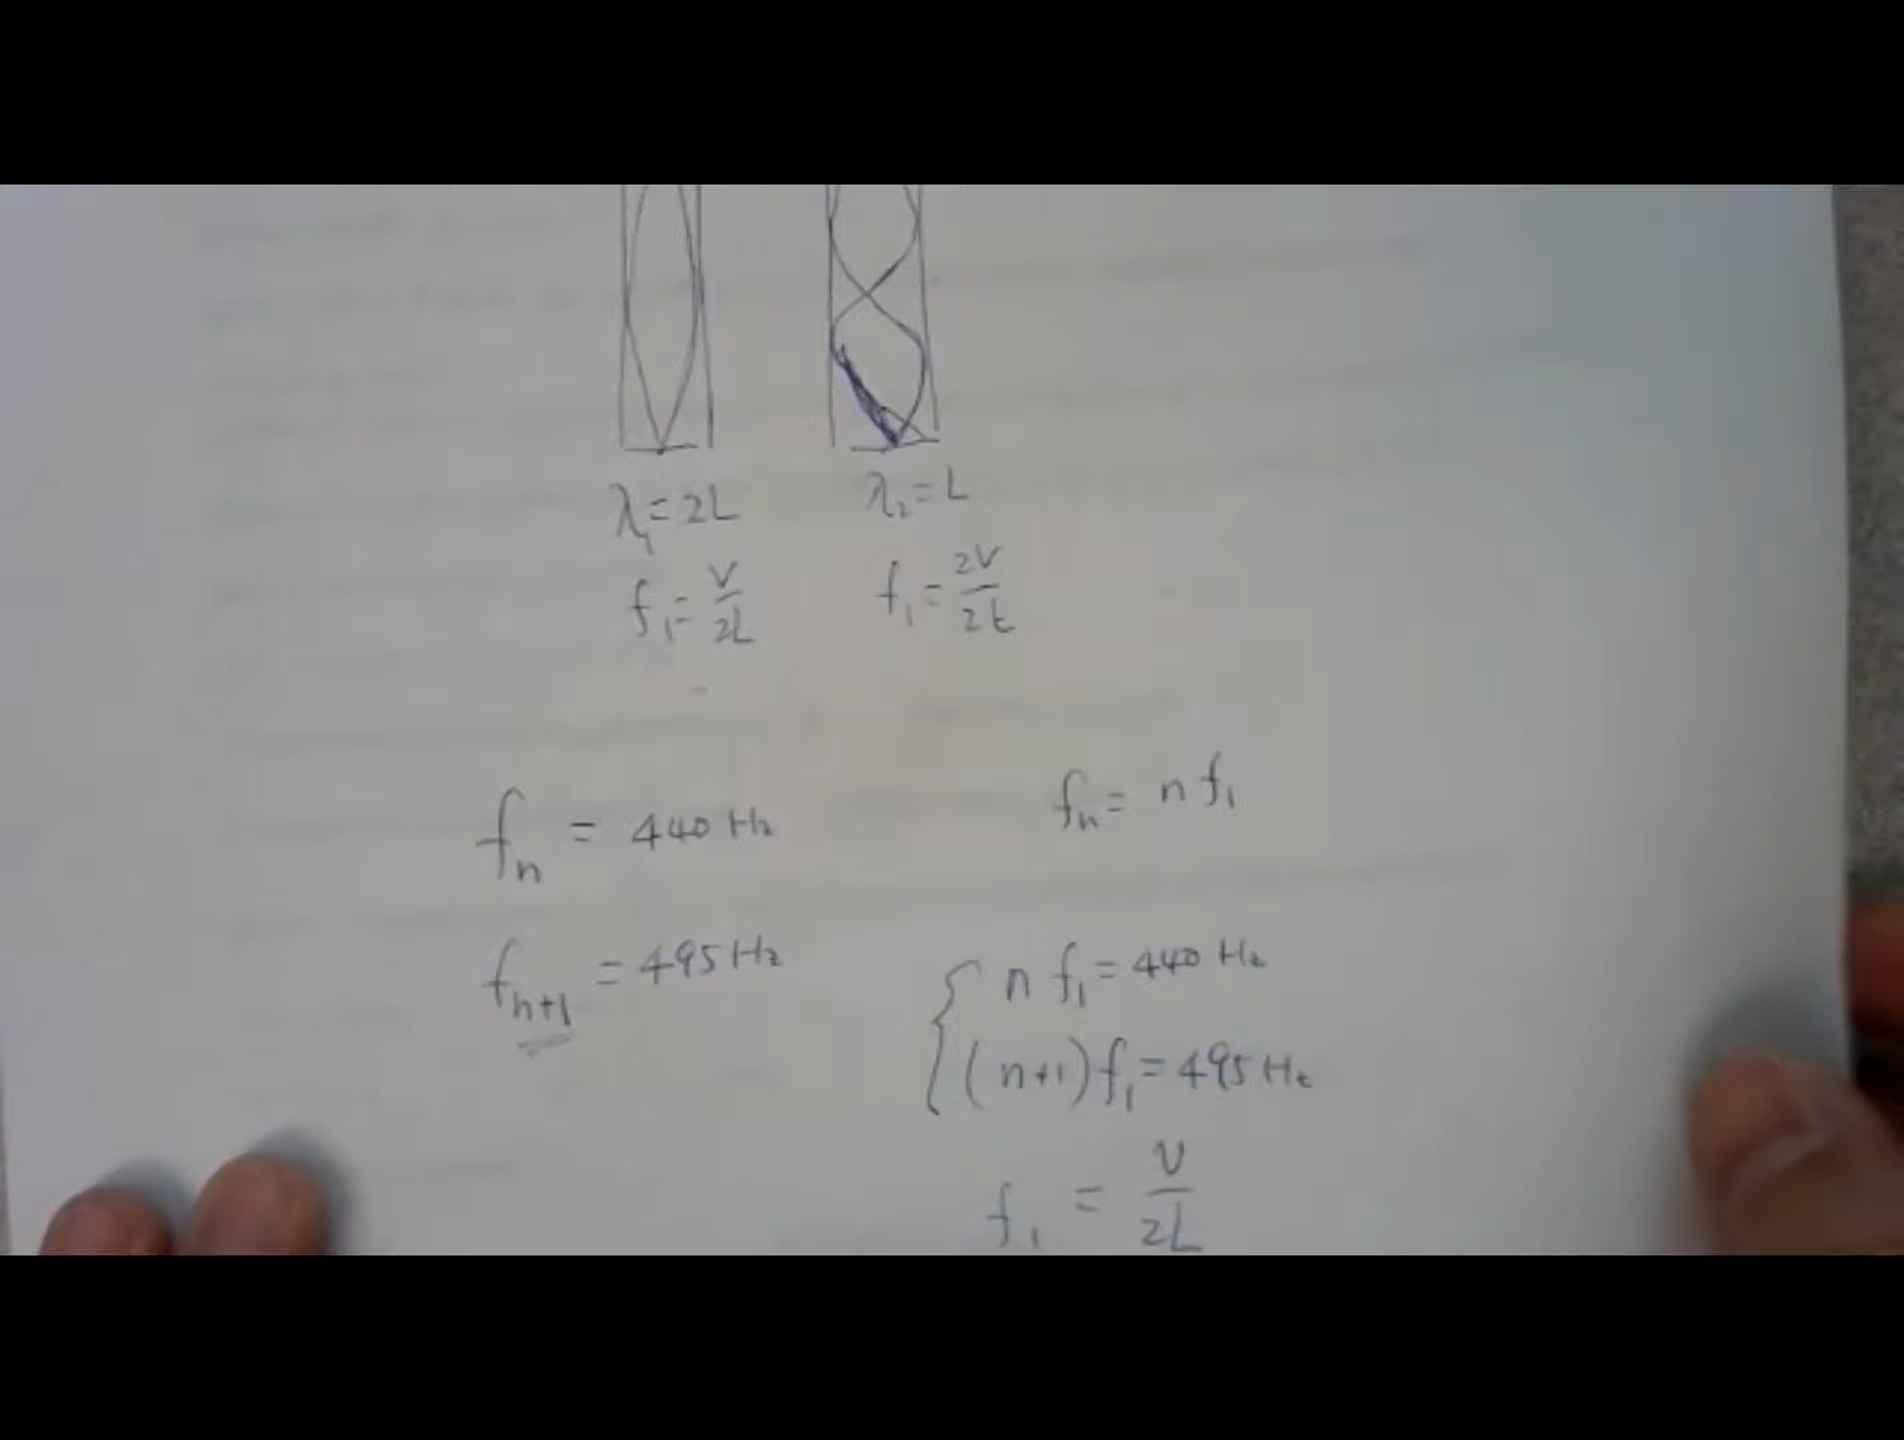 λ₁ = 2L
λ₂ = L
f₁ = V/2L
f₁ = 2V/2L
fₙ = 440 Hz
fₙ = n f₁
fₙ₊₁ = 495 Hz
n f₁ = 440 Hz
(n+1) f₁ = 495 Hz
f₁ = V/2L